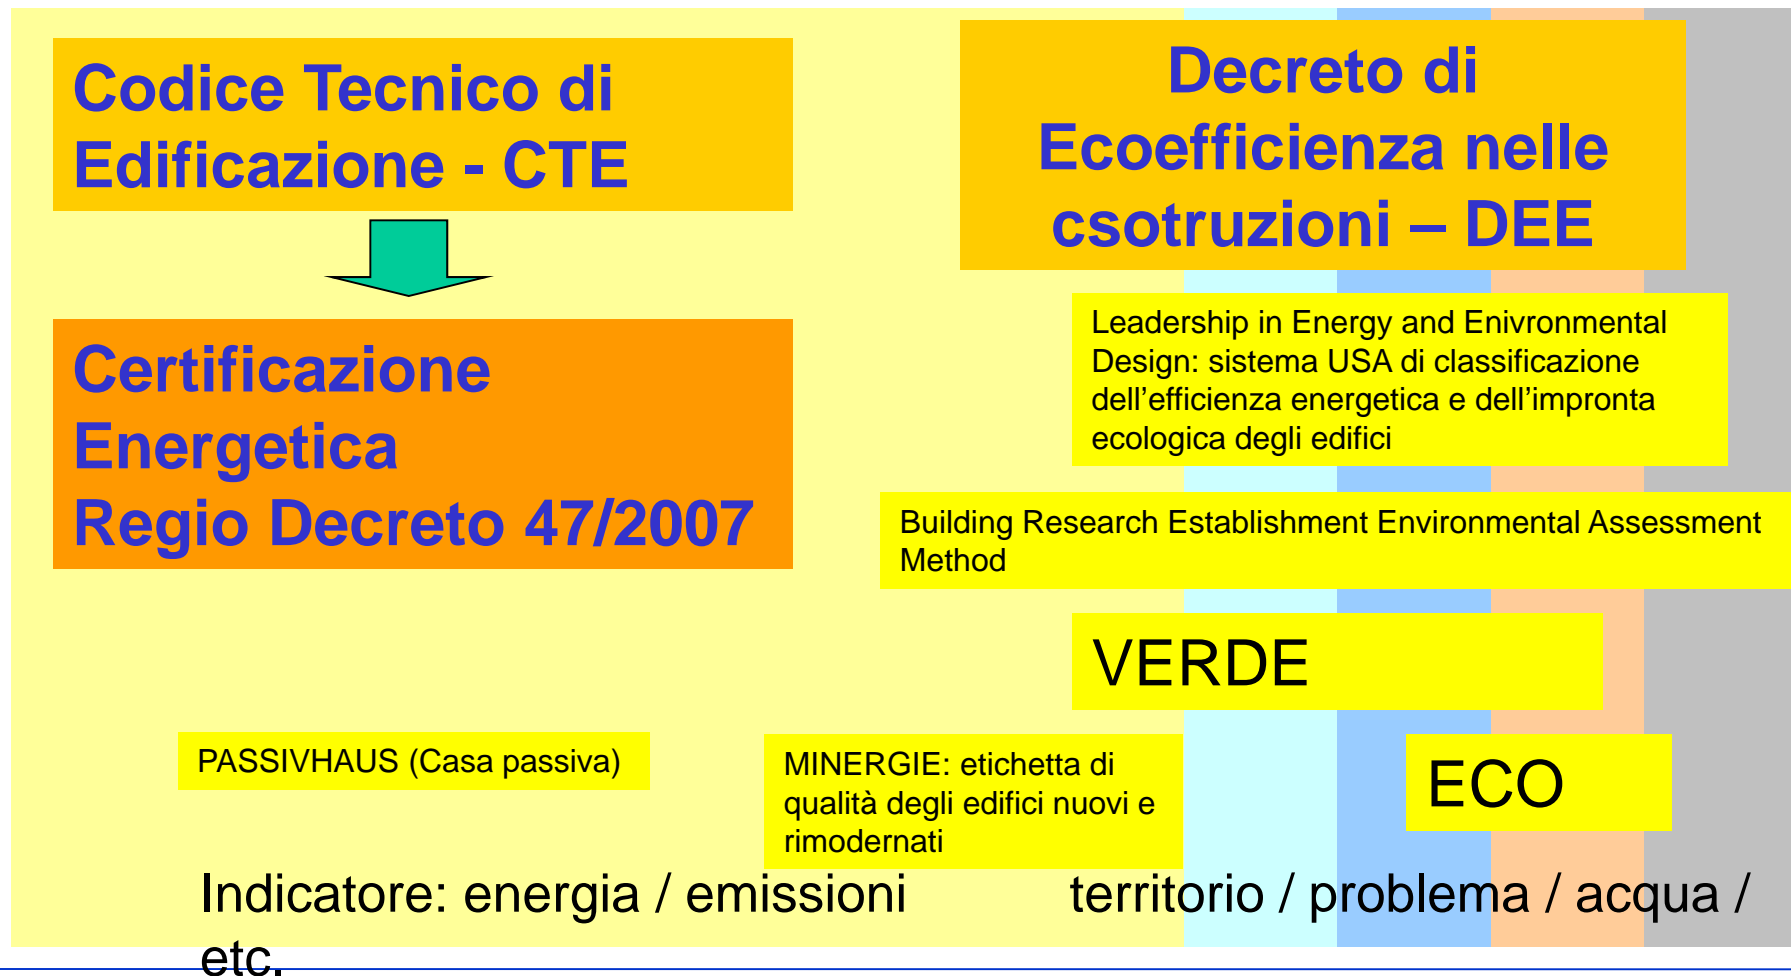 Codice Tecnico di
Edificazione - CTE
Decreto di
Ecoefficienza nelle
csotruzioni – DEE
Certificazione
Energetica
Regio Decreto 47/2007
Leadership in Energy and Enivronmental
Design: sistema USA di classificazione
dell’efficienza energetica e dell’impronta
ecologica degli edifici
Building Research Establishment Environmental Assessment
Method
VERDE
PASSIVHAUS (Casa passiva)
MINERGIE: etichetta di
qualità degli edifici nuovi e
rimodernati
ECO
Indicatore: energia / emissioni territorio / problema / acqua /
etc.